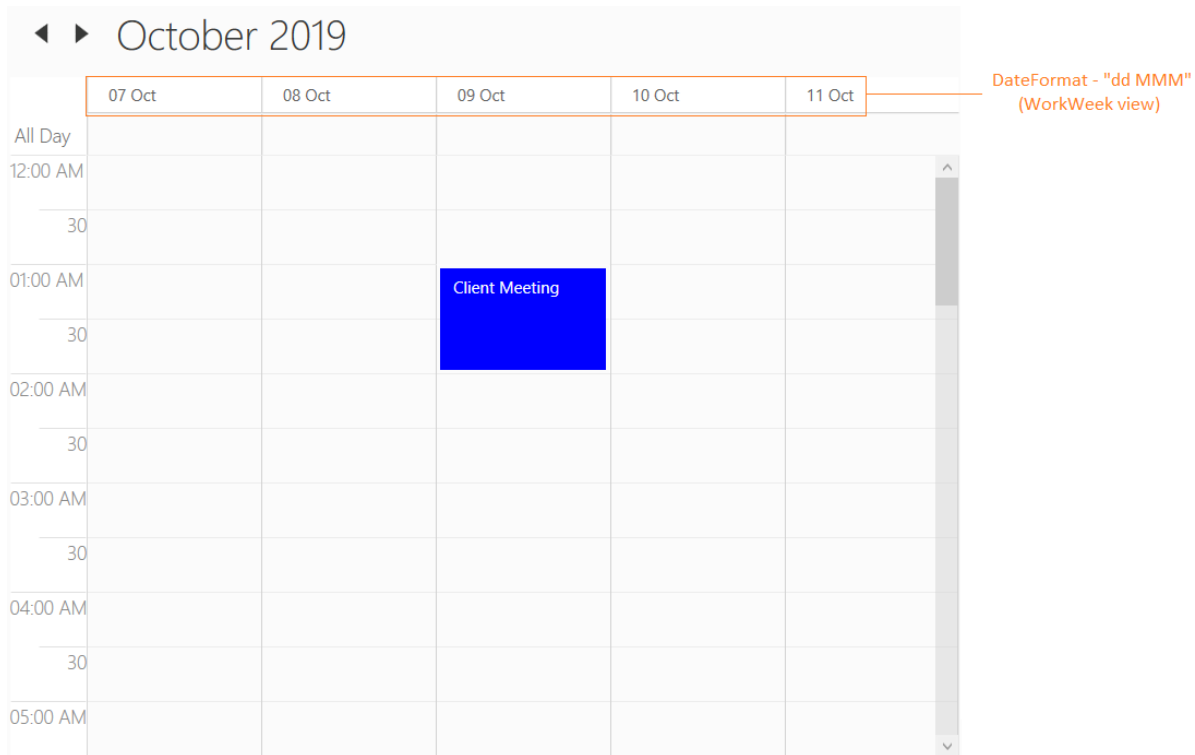 October 2019
DateFormat - "dd MMM"
(WorkWeek view)
07 Oct 08 Oct 09 Oct 10 Oct 11 Oct
All Day
12:00 AM
30
01:00 AM
Client Meeting
30
02:00 AM
30
03:00 AM
30
04:00 AM
30
05:00 AM